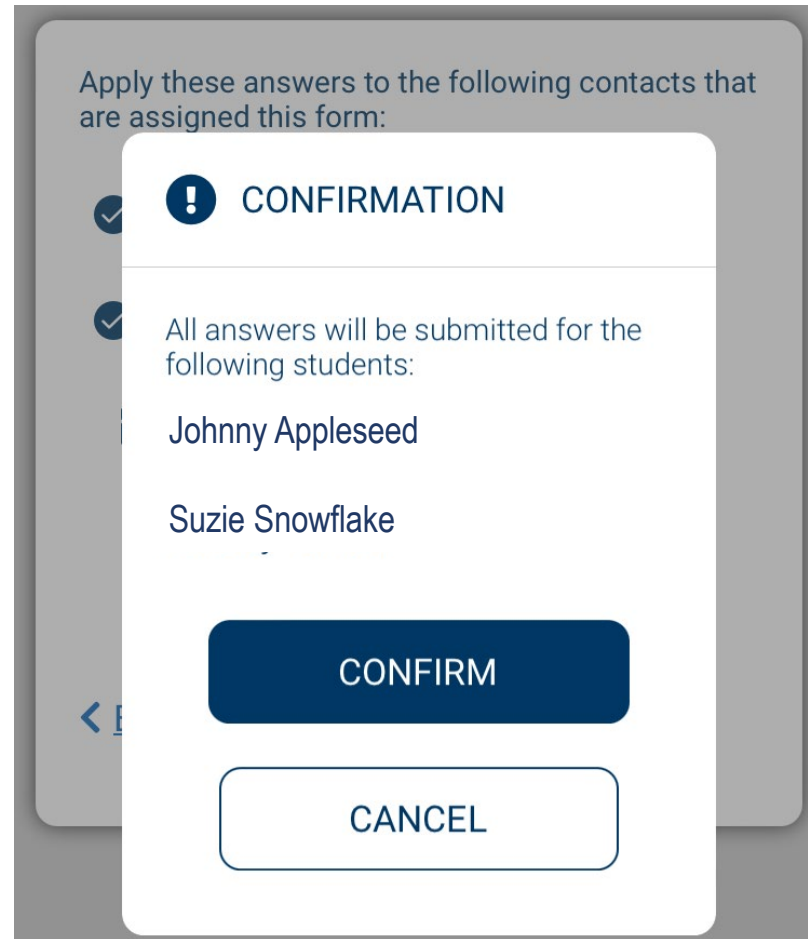 Apply these answers to the following contacts that
are assigned this form:
CONFIRMATION
All answers will be submitted for the
following students:
Johnny Appleseed
Suzie Snowflake
CONFIRM
CANCEL